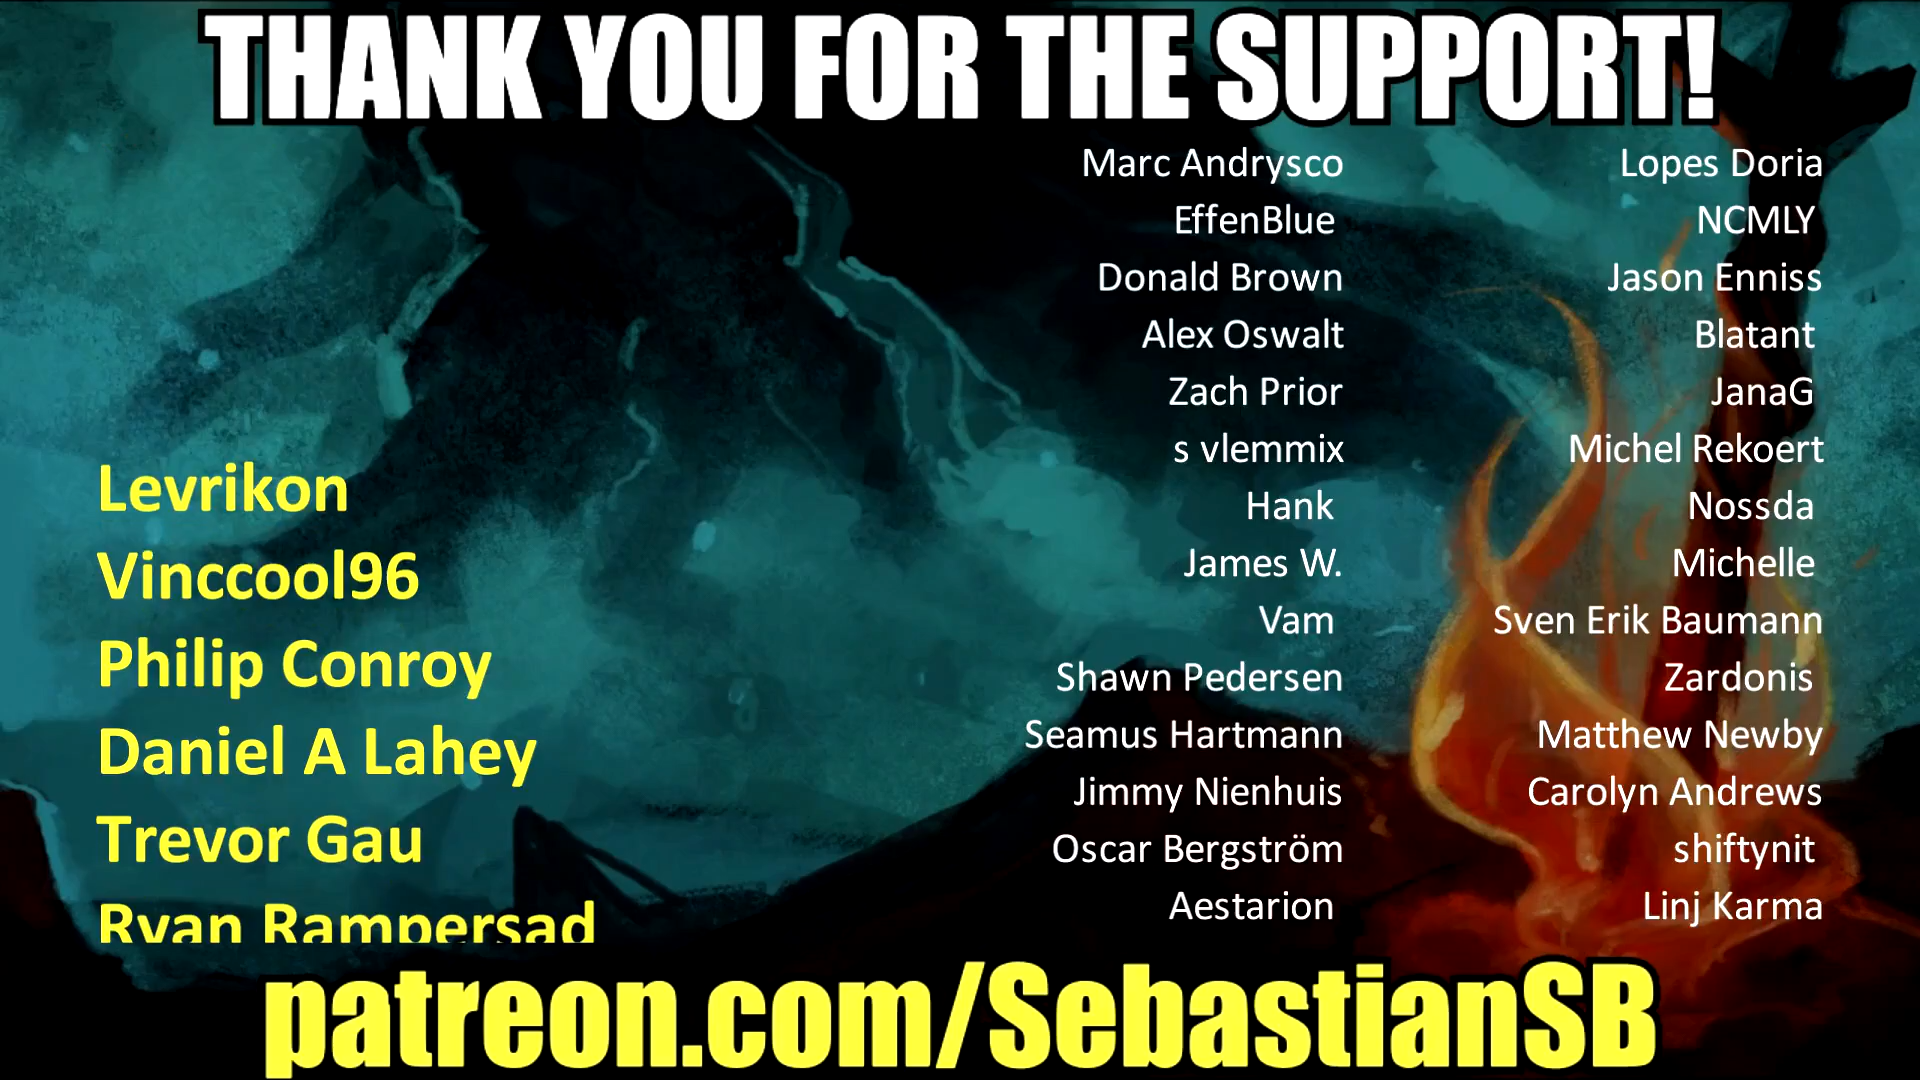 THANK YOU FOR THE SUPPORT!
Levrikon
Vinccool96
Philip Conroy
Daniel A Lahey
Trevor Gau
Ryan Rampersad
Marc Andrysco
EffenBlue
Donald Brown
Alex Oswalt
Zach Prior
s vlemmix
Hank
James W.
Vam
Shawn Pedersen
Seamus Hartmann
Jimmy Nienhuis
Oscar Bergström
Aestarion
Lopes Doria
NCMLY
Jason Enniss
Blatant
JanaG
Michel Rekoert
Nossda
Michelle
Sven Erik Baumann
Zardonis
Matthew Newby
Carolyn Andrews
shiftynit
Linj Karma
patreon.com/SebastianSB